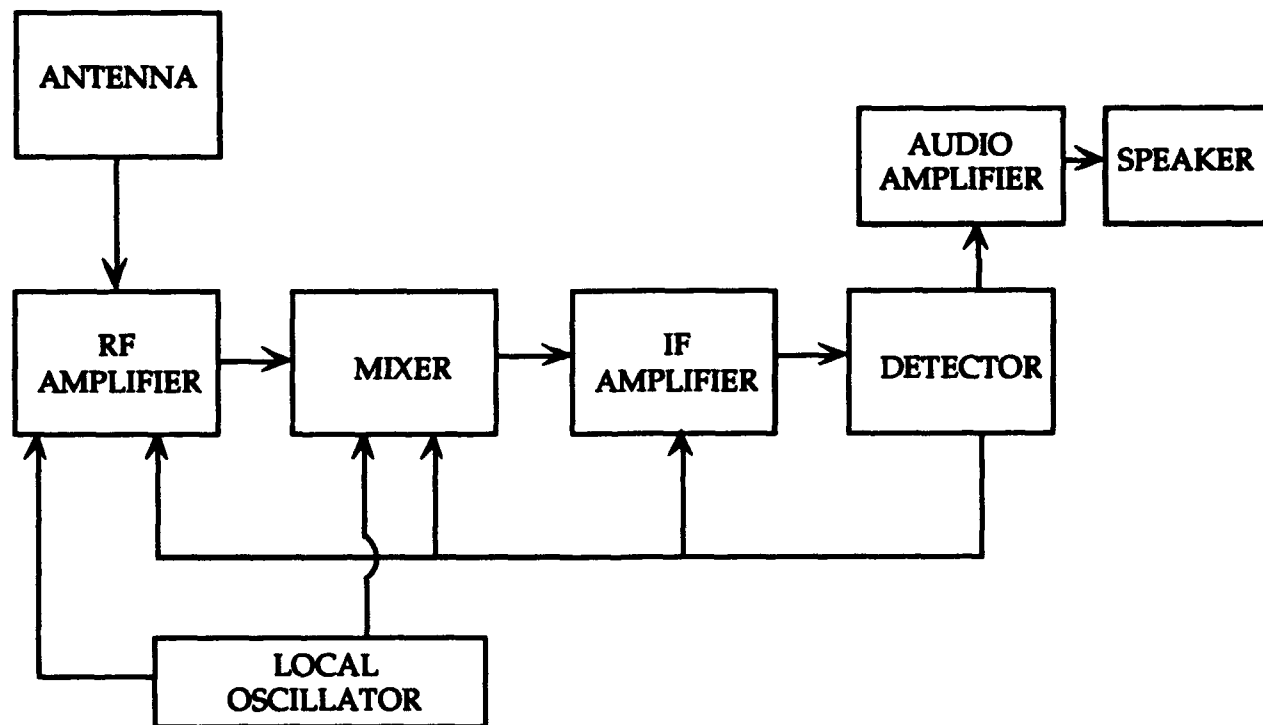 ANTENNA
AUDIO
AMPLIFIER
SPEAKER
RF
AMPLIFIER
MIXER
IF
AMPLIFIER
DETECTOR
LOCAL
OSCILLATOR